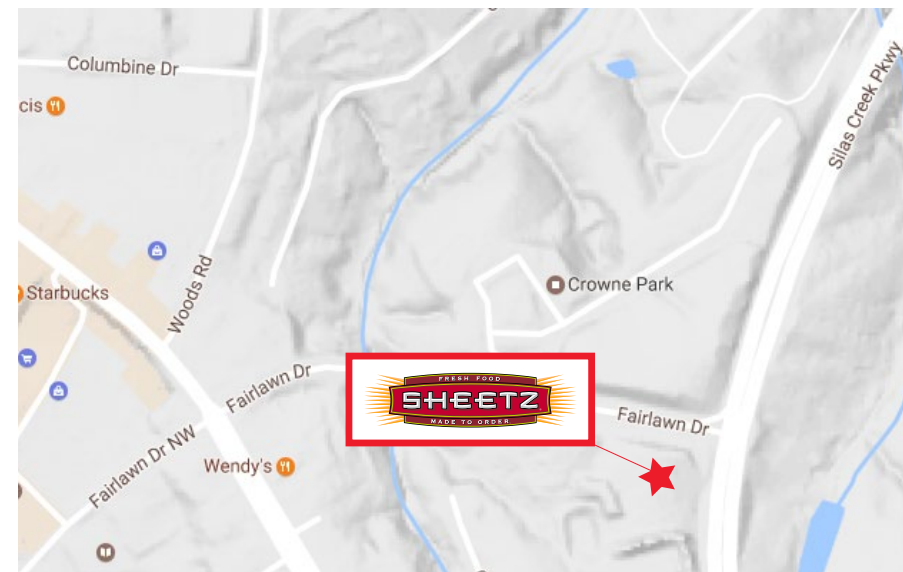 Columbine Dr
cis
Silas Creek Pkwy
Woods Rd
Starbucks
Crowne Park
Fairlawn Dr
FRESH FOOD
SHEETZ
MADE TO ORDER
Fairlawn Dr
Fairlawn Dr NW
Wendy's